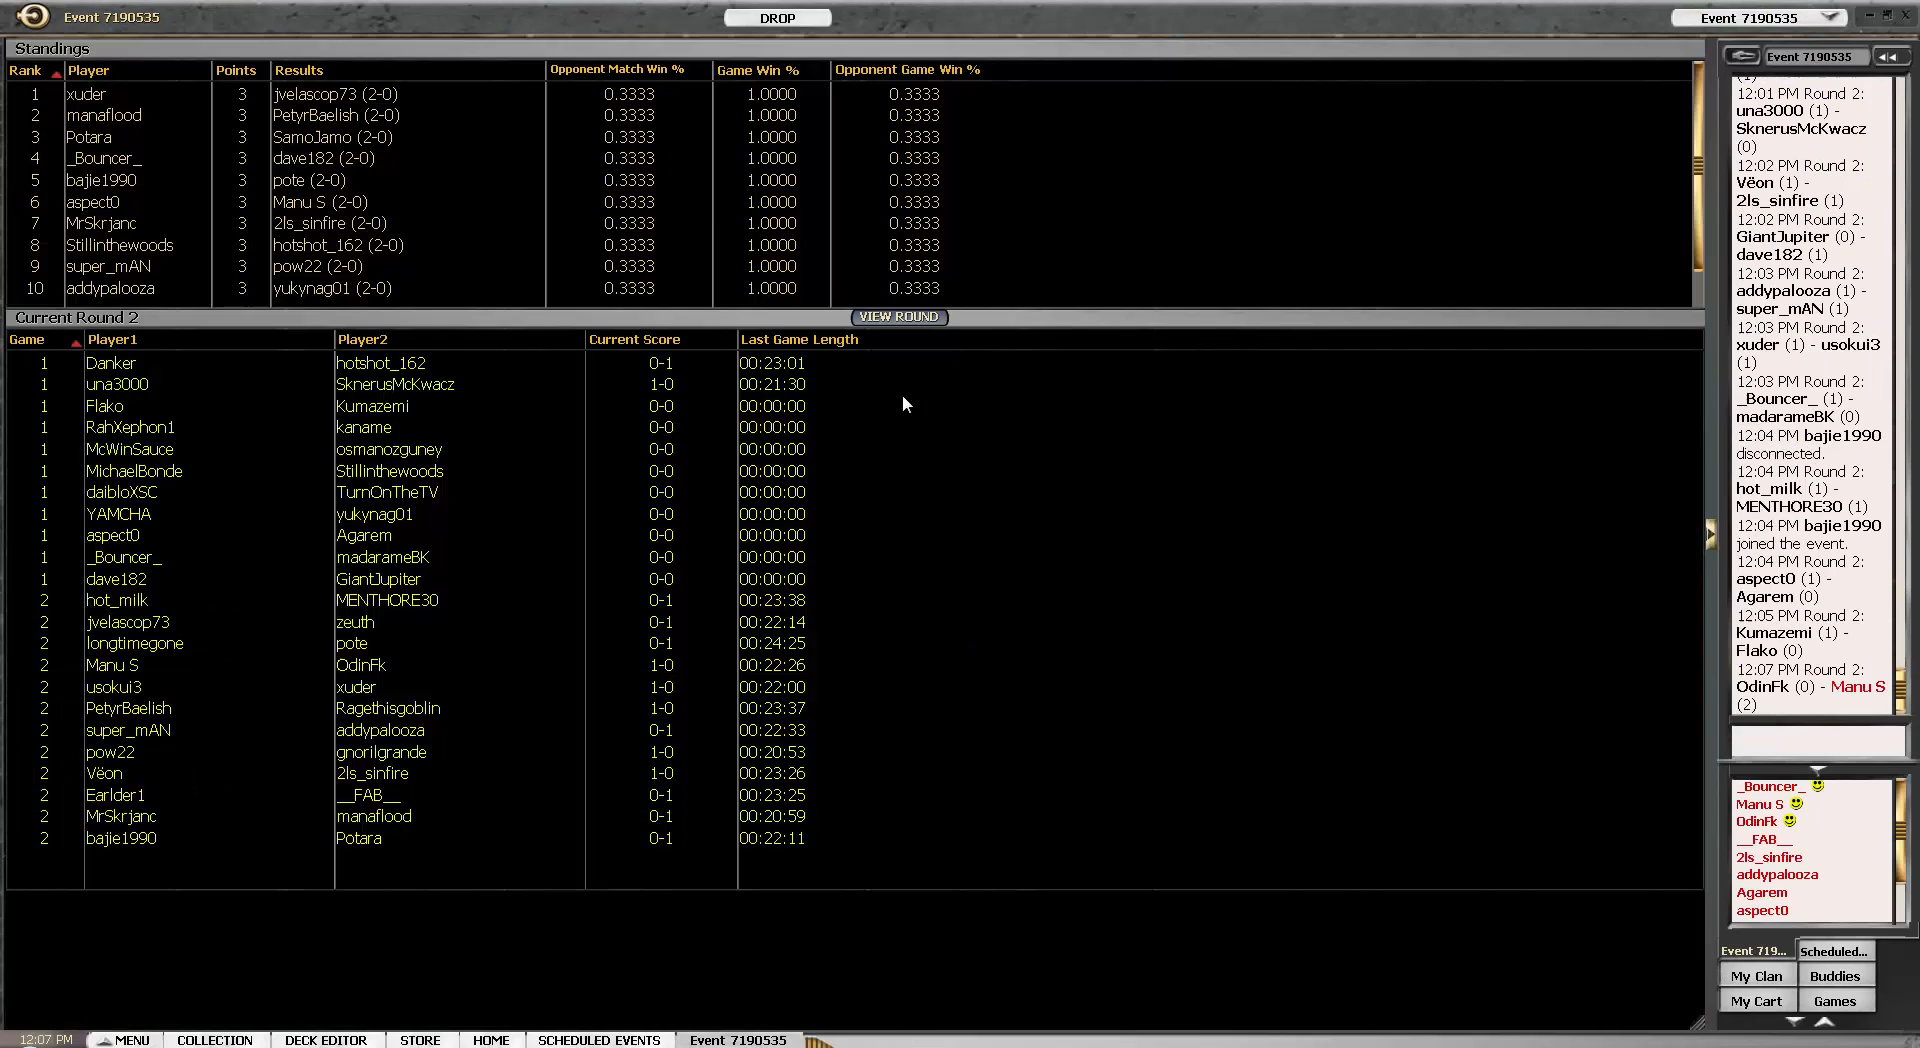 Event 7190535
DROP
Event 7190535
Standings
Rank Player Points Results Opponent Match Win % Game Win % Opponent Game Win %
1 xuder 3 jvelascop73 (2-0) 0.3333 1.0000 0.3333
2 manaflood 3 PetyrBaelish (2-0) 0.3333 1.0000 0.3333
3 Potara 3 SamoJamo (2-0) 0.3333 1.0000 0.3333
4 _Bouncer_ 3 dave182 (2-0) 0.3333 1.0000 0.3333
5 bajie1990 3 pote (2-0) 0.3333 1.0000 0.3333
6 aspect0 3 Manu S (2-0) 0.3333 1.0000 0.3333
7 MrSkrjanc 3 2ls_sinfire (2-0) 0.3333 1.0000 0.3333
8 Stillinthewoods 3 hotshot_162 (2-0) 0.3333 1.0000 0.3333
9 super_mAN 3 pow22 (2-0) 0.3333 1.0000 0.3333
10 addypalooza 3 yukynag01 (2-0) 0.3333 1.0000 0.3333
Current Round 2
VIEW ROUND
Game Player1 Player2 Current Score Last Game Length
1 Danker hotshot_162 0-1 00:23:01
1 una3000 SknerusMcKwacz 1-0 00:21:30
1 Flako Kumazemi 0-0 00:00:00
1 RahXephon1 kaname 0-0 00:00:00
1 McWinSauce osmanozguney 0-0 00:00:00
1 MichaelBonde Stillinthewoods 0-0 00:00:00
1 daibloXSC TurnOnTheTV 0-0 00:00:00
1 YAMCHA yukynag01 0-0 00:00:00
1 aspect0 Agarem 0-0 00:00:00
1 _Bouncer_ madarameBK 0-0 00:00:00
1 dave182 GiantJupiter 0-0 00:00:00
2 hot_milk MENTHORE30 0-1 00:23:38
2 jvelascop73 zeuth 0-1 00:22:14
2 longtimegone pote 0-1 00:24:25
2 Manu S OdinFk 1-0 00:22:26
2 usokui3 xuder 1-0 00:22:00
2 PetyrBaelish Ragethisgoblin 1-0 00:23:37
2 super_mAN addypalooza 0-1 00:22:33
2 pow22 gnorilgrande 1-0 00:20:53
2 Vëon 2ls_sinfire 1-0 00:23:26
2 Earlder1 __FAB__ 0-1 00:23:25
2 MrSkrjanc manaflood 0-1 00:20:59
2 bajie1990 Potara 0-1 00:22:11
Event 7190535
(1)
12:01 PM Round 2:
una3000 (1) -
SknerusMcKwacz
(0)
12:02 PM Round 2:
Vëon (1) -
2ls_sinfire (1)
12:02 PM Round 2:
GiantJupiter (0) -
dave182 (1)
12:03 PM Round 2:
addypalooza (1) -
super_mAN (1)
12:03 PM Round 2:
xuder (1) - usokui3
(1)
12:03 PM Round 2:
_Bouncer_ (1) -
madarameBK (0)
12:04 PM bajie1990
disconnected.
12:04 PM Round 2:
hot_milk (1) -
MENTHORE30 (1)
12:04 PM bajie1990
joined the event.
12:04 PM Round 2:
aspect0 (1) -
Agarem (0)
12:05 PM Round 2:
Kumazemi (1) -
Flako (0)
12:07 PM Round 2:
OdinFk (0) - Manu S
(2)
_Bouncer_
Manu S
OdinFk
__FAB__
2ls_sinfire
addypalooza
Agarem
aspect0
Event 719... Scheduled...
My Clan Buddies
My Cart Games
12:07 PM MENU COLLECTION DECK EDITOR STORE HOME SCHEDULED EVENTS Event 7190535